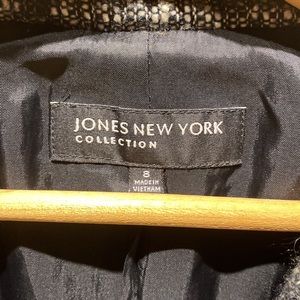 JONES NEW YORK
COLLECTION
8
MADE IN
VIETNAM